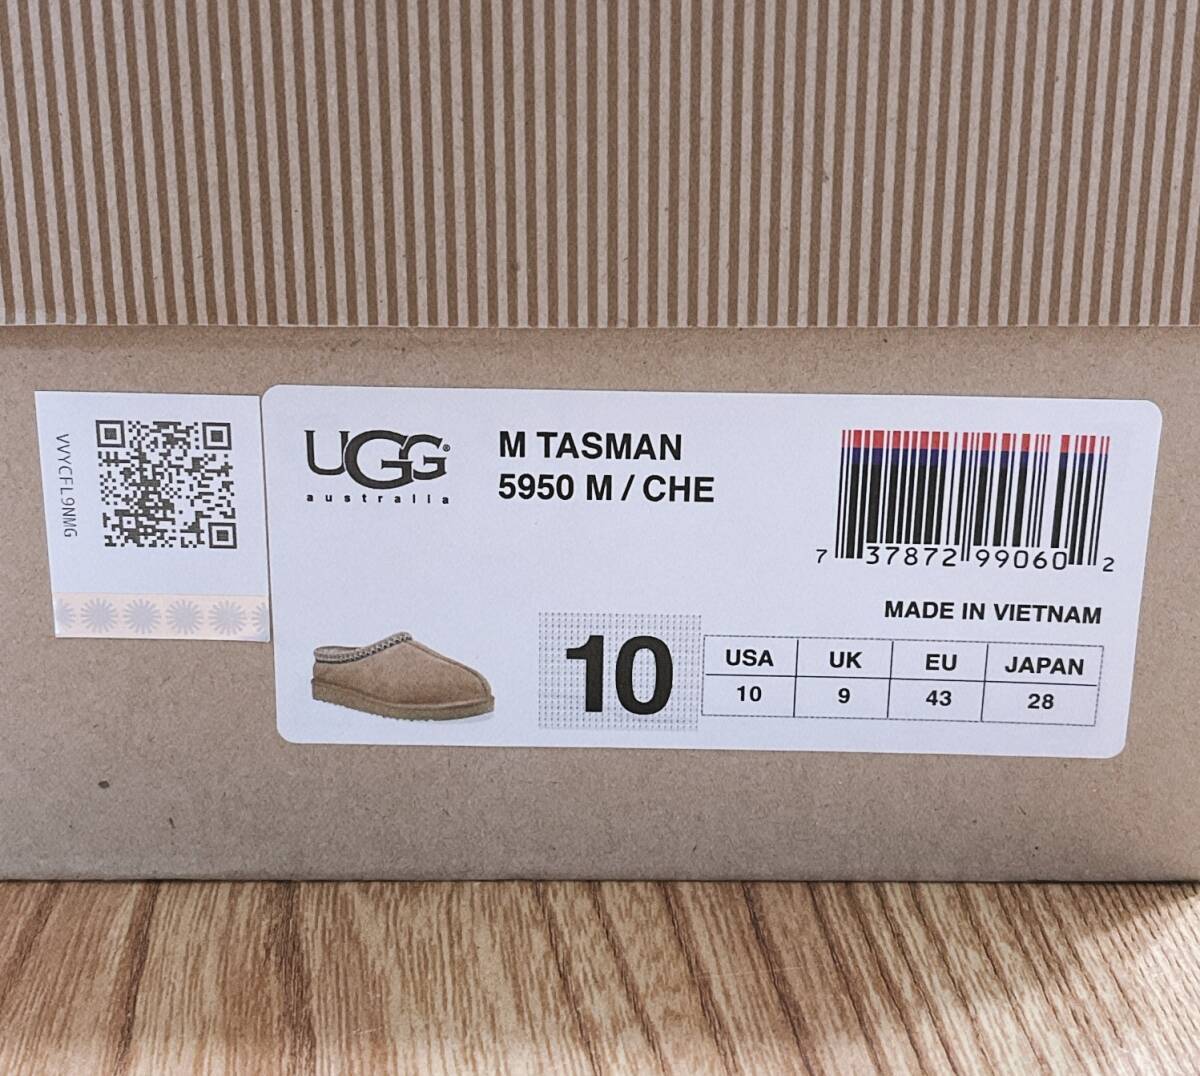 VVYCFL9NMG
UGG®
australia
M TASMAN
5950 M / CHE
7 37872 99060 2
MADE IN VIETNAM
10
USA UK EU JAPAN
10 9 43 28